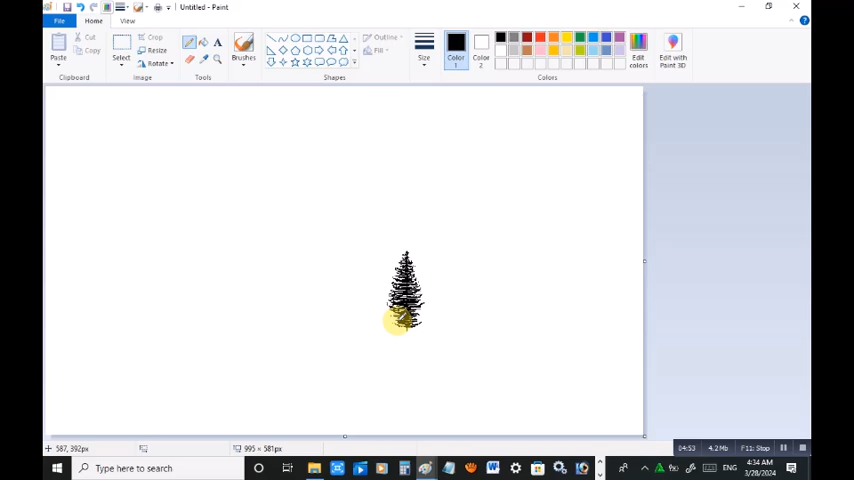 Untitled - Paint
File Home View
Paste
Cut
Copy
Clipboard
Select
Crop
Resize
Rotate
Image
A
Tools
Brushes
Outline
Fill
Shapes
Size
Color
1
Color
2
Edit
colors
Colors
Edit with
Paint 3D
587, 392px
995 × 581px
04:53 4.2 Mb F11: Stop
Type here to search
W
ENG
4:34 AM
3/28/2024